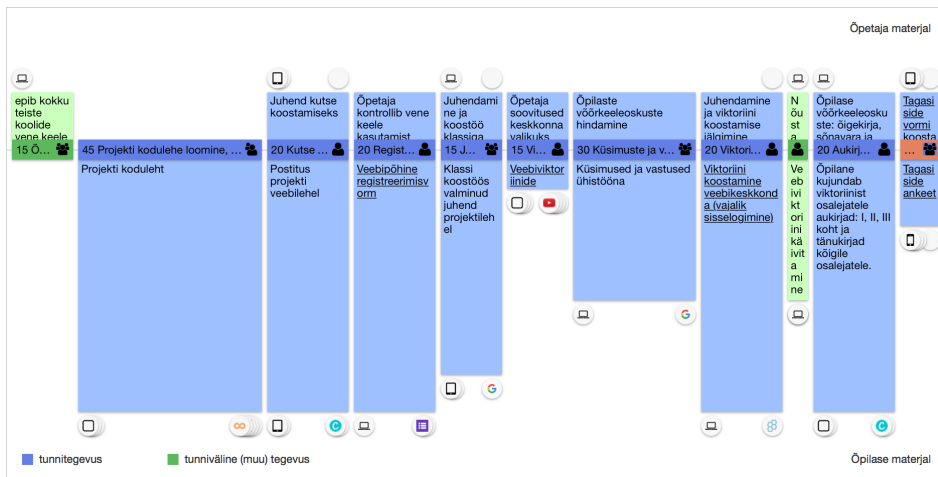 Õpetaja materjal
epib kokku
teiste
koolide
vene keele
15 Õ...
45 Projekti kodulehe loomine, ...
Projekti koduleht
Juhend kutse
koostamiseks
20 Kutse ...
Postitus
projekti
veebilehel
Õpetaja
kontrollib vene
keele
kasutamist
20 Regist...
Veebipõhine
registreerimisv
orm
Juhendami
ne ja
koostöö
klassiga
15 J...
Klassi
koostöös
valminud
juhend
projektileh
el
Õpetaja
soovitused
keskkonna
valikuks
15 Vi...
Veebiviktor
iinide
Õpilaste
võõrkeeleoskuste
hindamine
30 Küsimuste ja v...
Küsimused ja vastused
ühistööna
Juhendamine
ja viktoriini
koostamise
jälgimine
20 Viktori...
Viktoriini
koostamine
veebikeskkond
a (vajalik
sisselogimine)
N
õu
st
a
Ve
eb
ivi
kt
ori
ini
kä
ivit
a
mi
ne
Õpilase
võõrkeeleosku
ste: õigekirja,
sõnavara ja
20 Aukirj...
Õpilane
kujundab
viktoriinist
osalejatele
aukirjad: I, II, III
koht ja
tänukirjad
kõigile
osalejatele.
Tagasi
side
vormi
koosta
...
Tagasi
side
ankeet
tunnitegevus
tunniväline (muu) tegevus
Õpilase materjal